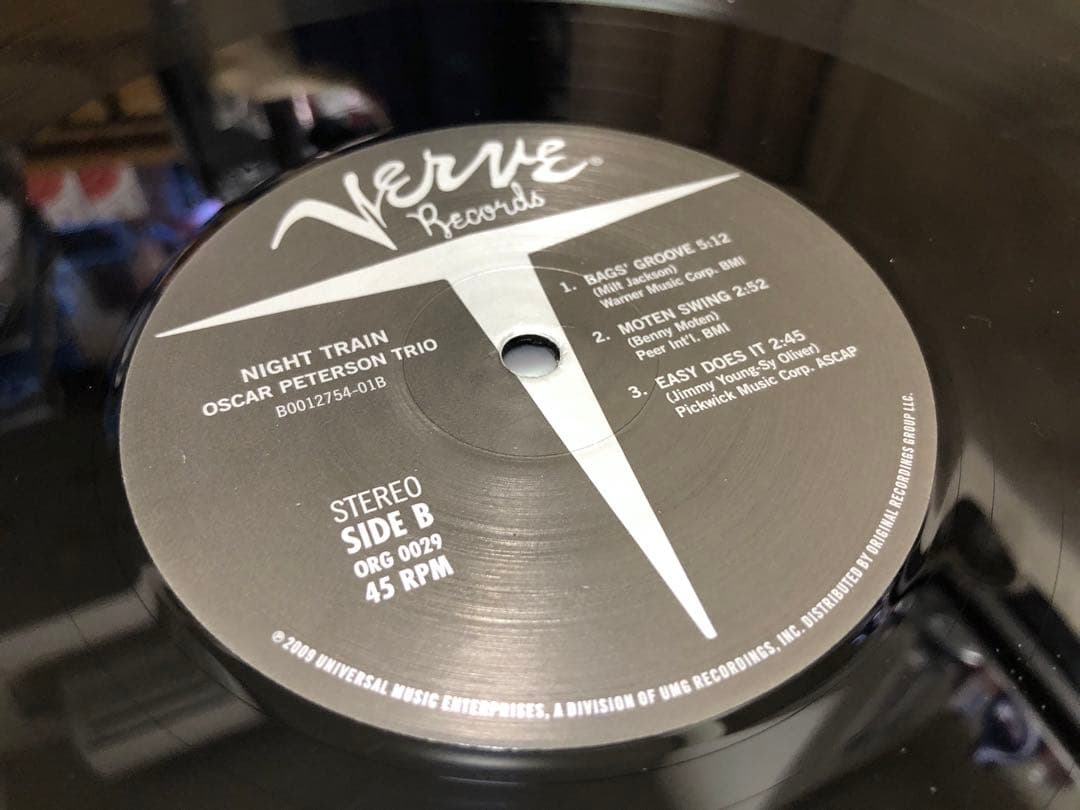 VERVE®
Records
NIGHT TRAIN
OSCAR PETERSON TRIO
B0012754-01B
STEREO
SIDE B
ORG 0029
45 RPM
1. BAGS' GROOVE 5:12
(Milt Jackson)
Warner Music Corp. BMI
2. MOTEN SWING 2:52
(Benny Moten)
Peer Int'l. BMI
3. EASY DOES IT 2:45
(Jimmy Young-Sy Oliver)
Pickwick Music Corp. ASCAP
℗ 2009 UNIVERSAL MUSIC ENTERPRISES, A DIVISION OF UMG RECORDINGS, INC. DISTRIBUTED BY ORIGINAL RECORDINGS GROUP LLC.